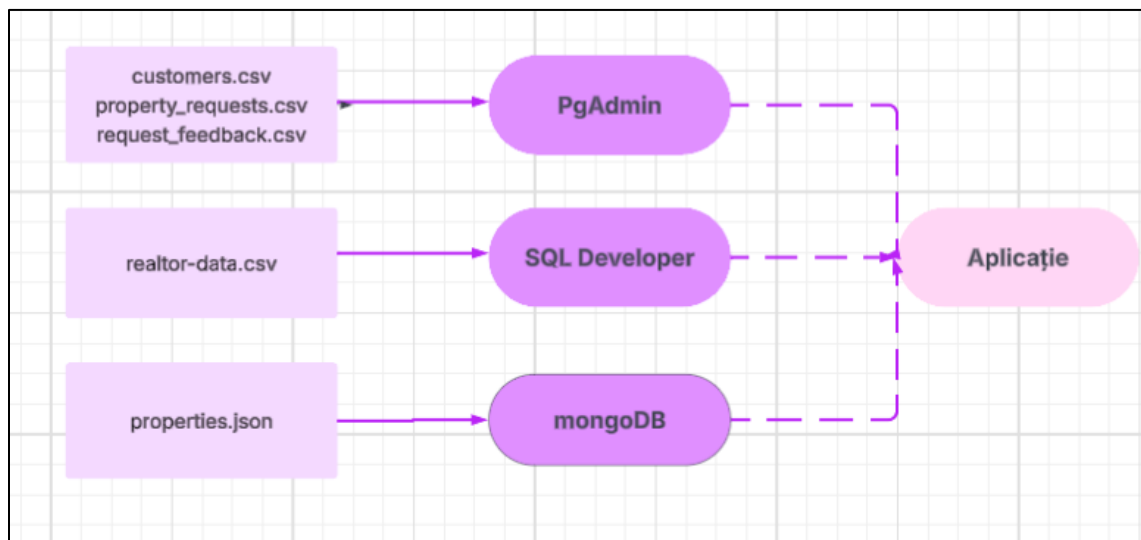 customers.csv
property_requests.csv
request_feedback.csv
PgAdmin
realtor-data.csv
SQL Developer
Aplicație
properties.json
mongoDB